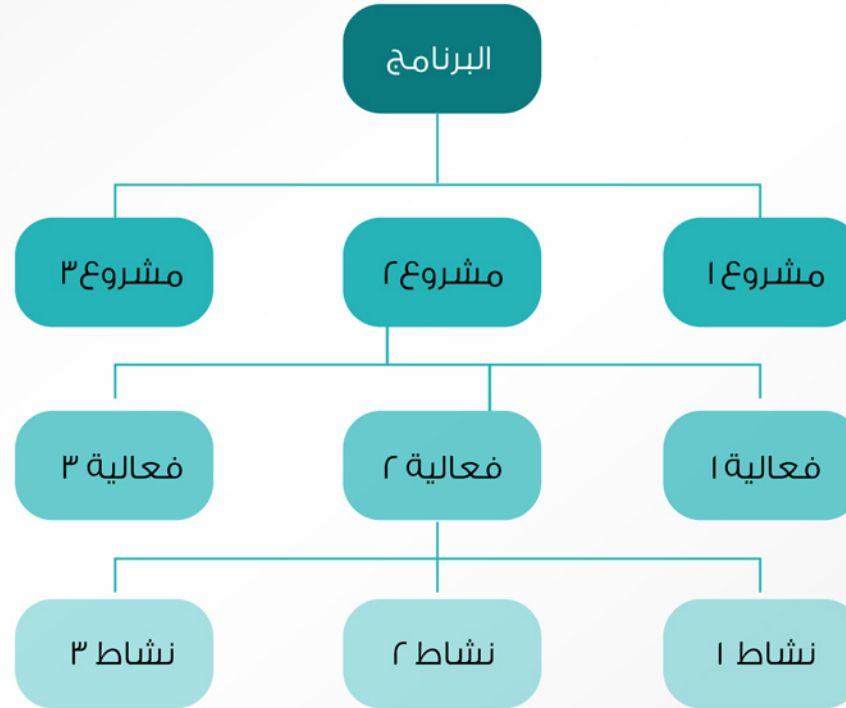 البرنامج
مشروع ١
مشروع ٢
مشروع ٣
فعالية ١
فعالية ٢
فعالية ٣
نشاط ١
نشاط ٢
نشاط ٣